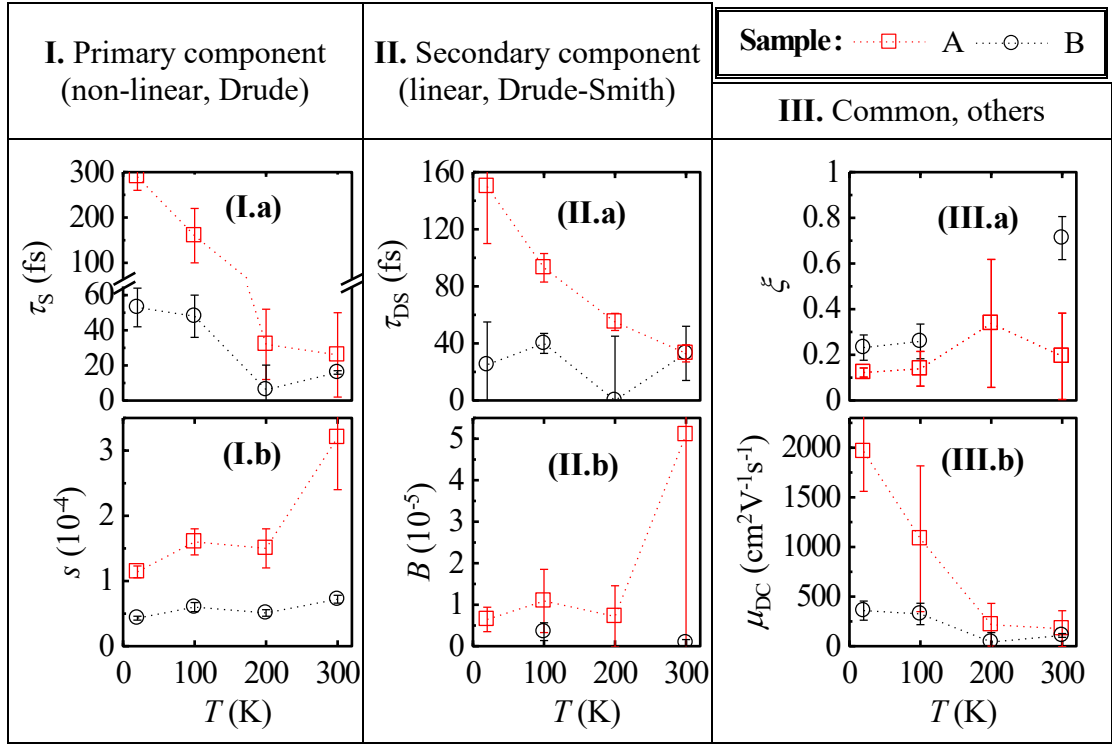 I. Primary component
(non-linear, Drude)
II. Secondary component
(linear, Drude-Smith)
Sample: A B
III. Common, others
300
200
100
60
40
20
0
τS (fs)
(I.a)
160
120
80
40
0
τDS (fs)
(II.a)
1
0.8
0.6
0.4
0.2
0
ξ
(III.a)
3
2
1
0
s (10-4)
(I.b)
0 100 200 300
T (K)
5
4
3
2
1
0
B (10-5)
(II.b)
0 100 200 300
T (K)
2000
1500
1000
500
0
μDC (cm2V-1s-1)
(III.b)
0 100 200 300
T (K)